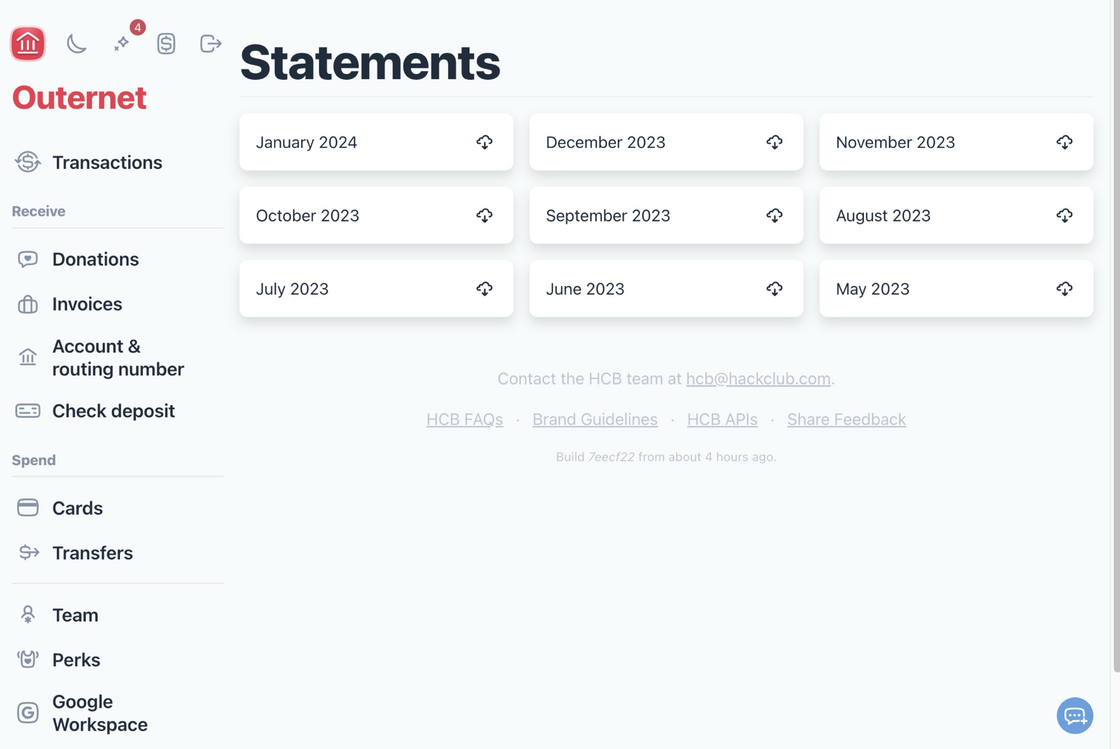 4
Outernet
Transactions
Receive
Donations
Invoices
Account &
routing number
Check deposit
Spend
Cards
Transfers
Team
Perks
Google
Workspace
Statements
January 2024
December 2023
November 2023
October 2023
September 2023
August 2023
July 2023
June 2023
May 2023
Contact the HCB team at hcb@hackclub.com.
HCB FAQs · Brand Guidelines · HCB APIs · Share Feedback
Build 7eecf22 from about 4 hours ago.